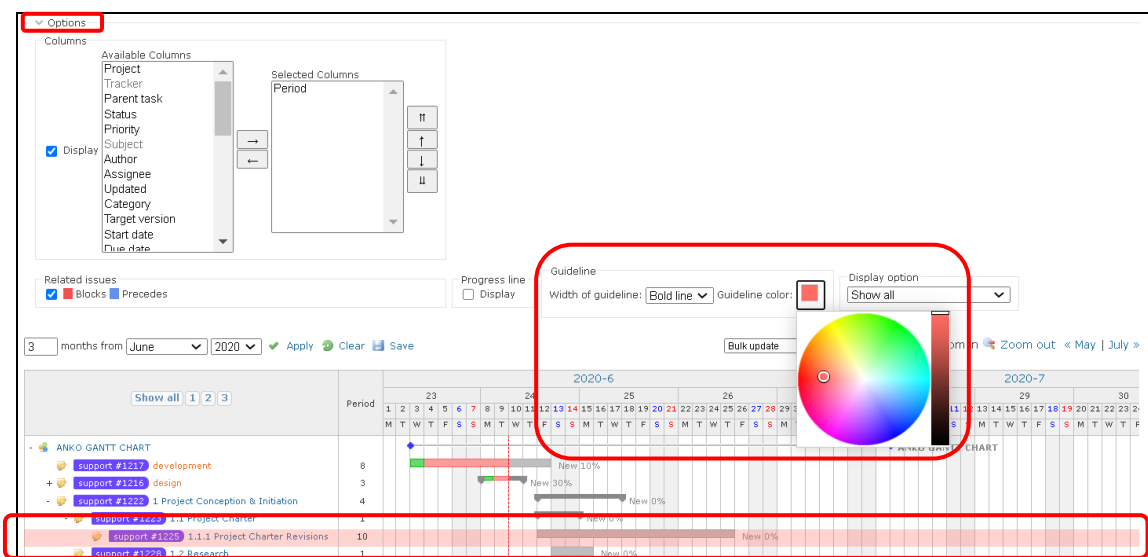 Options
Columns
Available Columns
Project
Tracker
Parent task
Status
Priority
Subject
Author
Assignee
Updated
Category
Target version
Start date
Due date
Selected Columns
Period
→
←
⇈
↑
↓
⇊
Display
Related issues
Blocks Precedes
Progress line
Display
Guideline
Width of guideline: Bold line Guideline color:
Display option
Show all
3 months from June 2020 Apply Clear Save
Bulk update Zoom out « May | July »
2020-6 2020-7
Show all 1 2 3
Period
23 24 25 26 29 30
1 2 3 4 5 6 7 8 9 10 11 12 13 14 15 16 17 18 19 20 21 22 23 24 25 26 27 28 29 11 12 13 14 15 16 17 18 19 20 21 22 23
M T W T F S S M T W T F S S M T W T F S S M T W T F S S M S S M T W T F S S M T W T F
ANKO GANTT CHART ANKO GANTT CHART
support #1217 development 8 New 10%
support #1216 design 3 New 30%
support #1222 1 Project Conception & Initiation 4 New 0%
support #1223 1.1 Project Charter 1 New 0%
support #1225 1.1.1 Project Charter Revisions 10 New 0%
support #1228 1.2 Research 1 New 0%